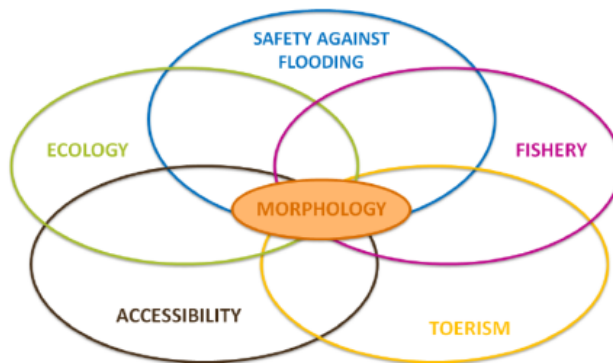 SAFETY AGAINST
FLOODING
ECOLOGY
FISHERY
MORPHOLOGY
ACCESSIBILITY
TOERISM